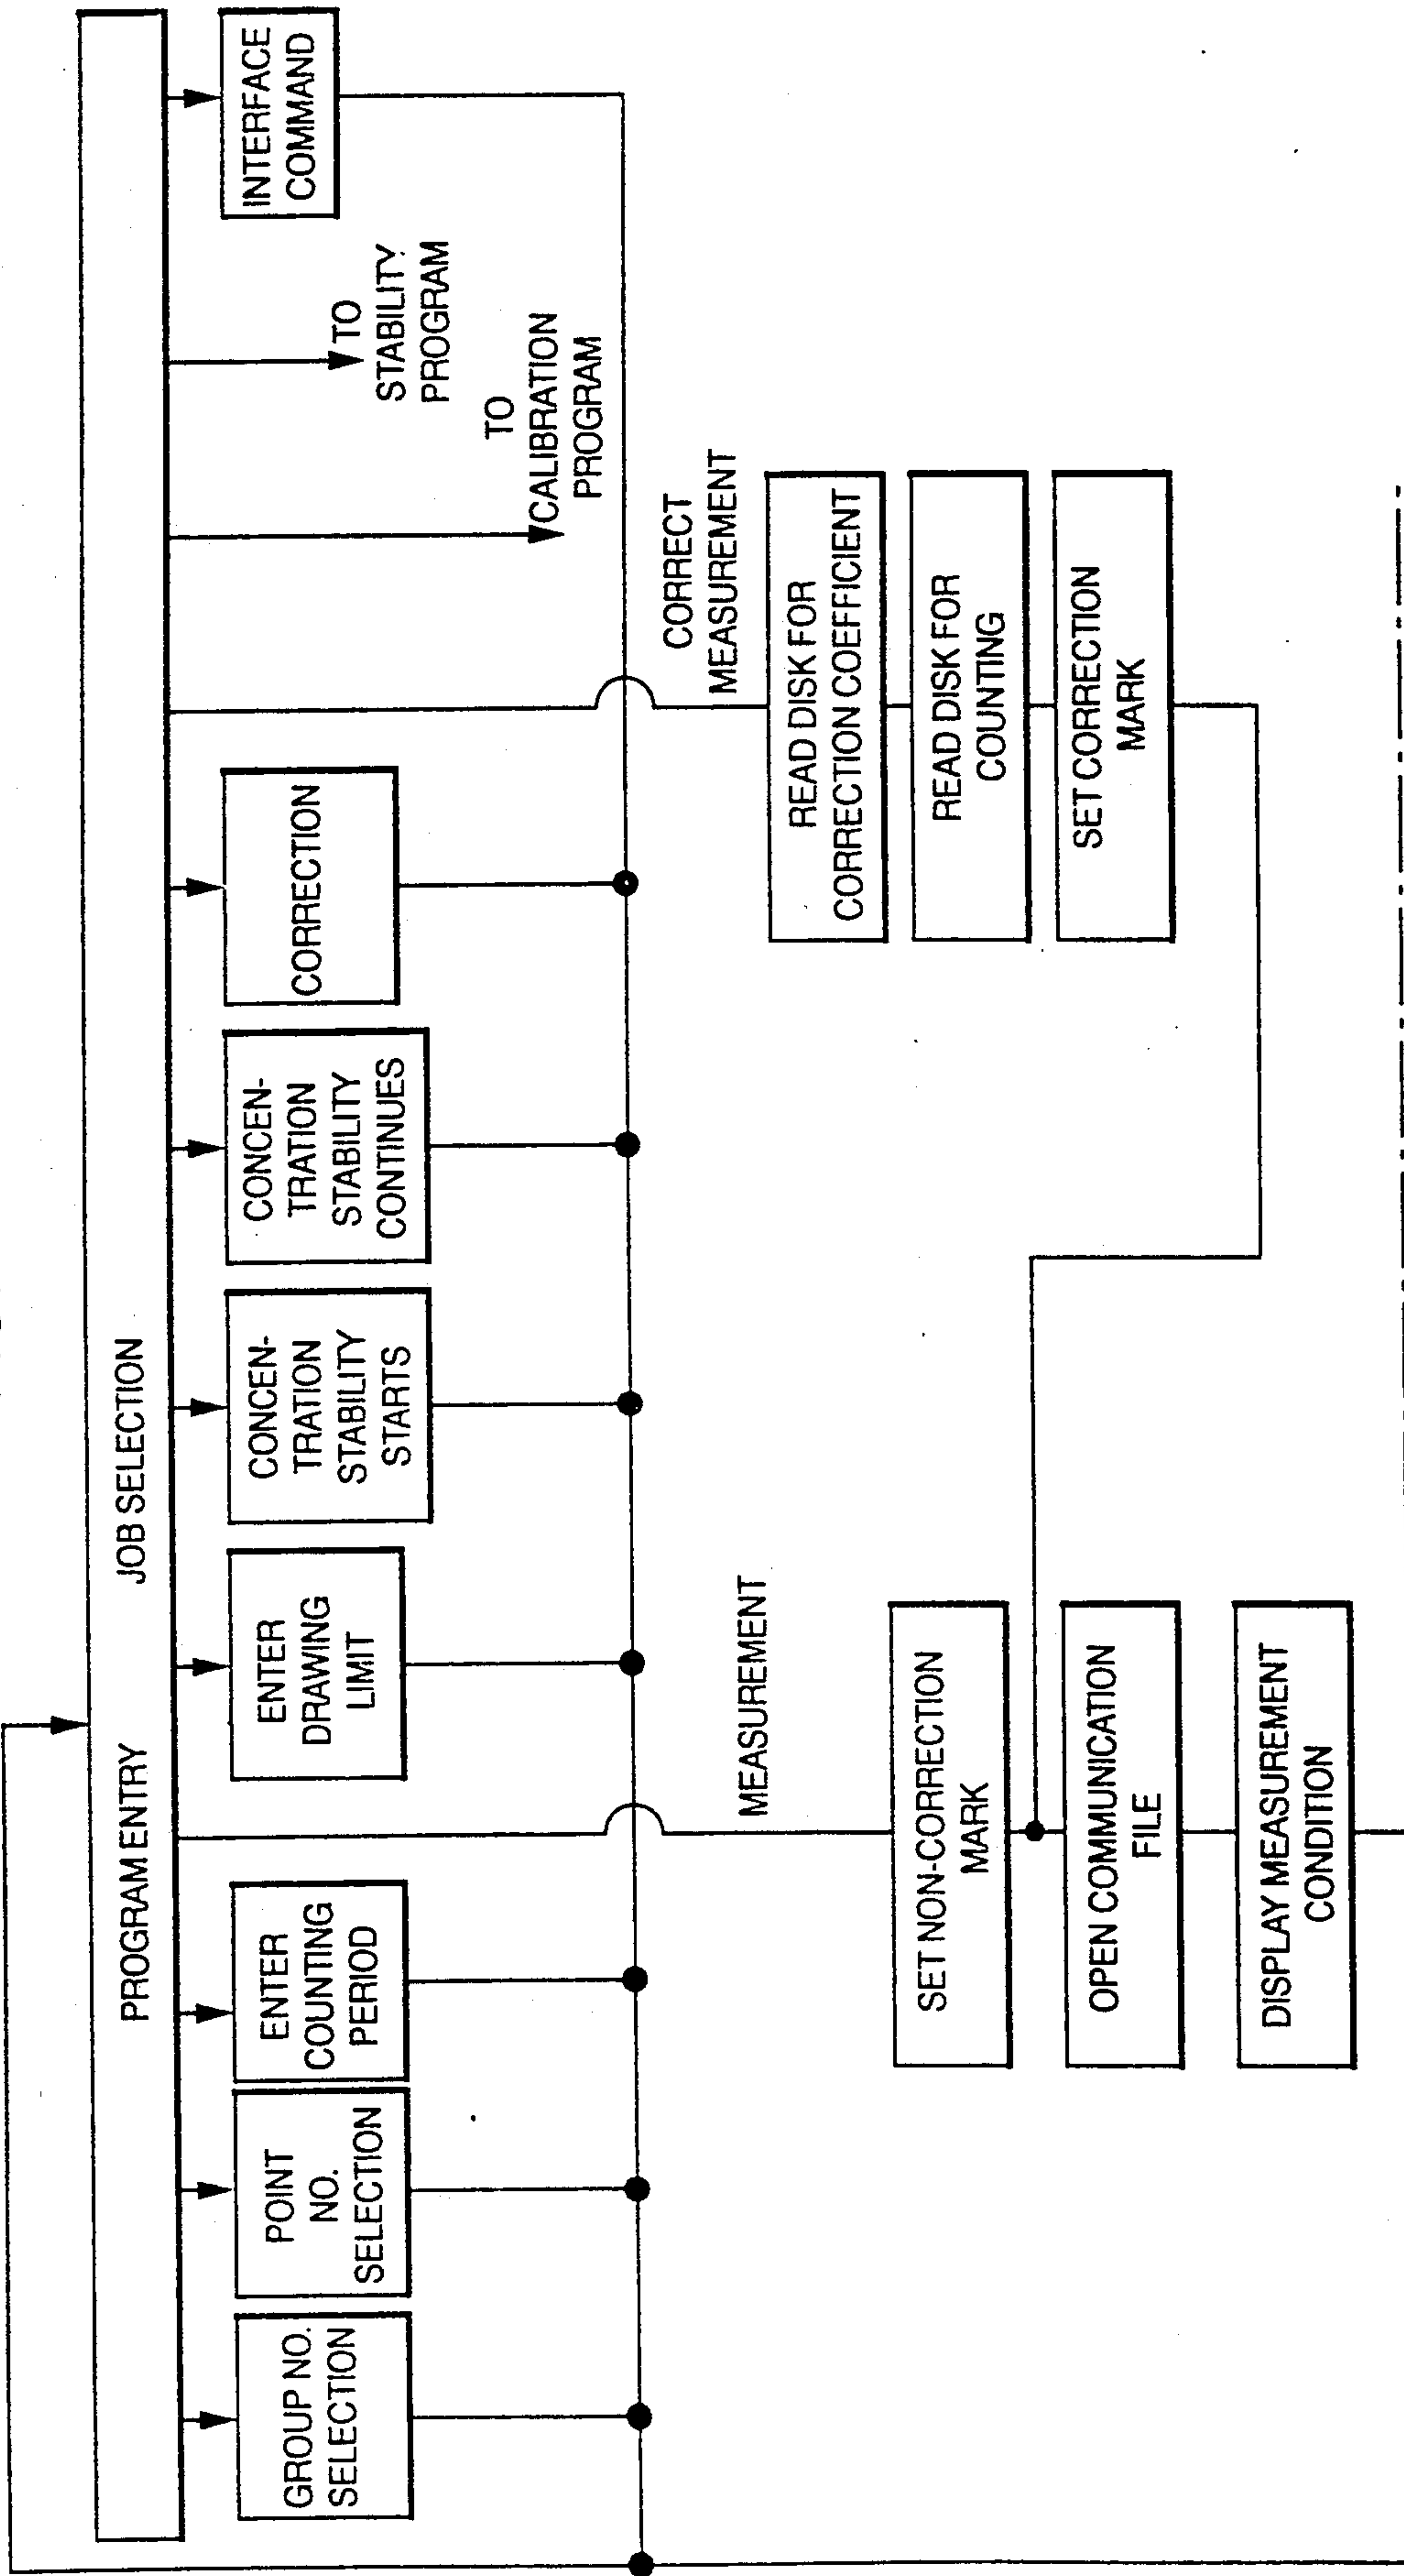 PROGRAM ENTRY
JOB SELECTION
GROUP NO.
SELECTION
POINT
NO.
SELECTION
ENTER
COUNTING
PERIOD
ENTER
DRAWING
LIMIT
CONCEN-
TRATION
STABILITY
STARTS
CONCEN-
TRATION
STABILITY
CONTINUES
CORRECTION
TO
CALIBRATION
PROGRAM
TO
STABILITY
PROGRAM
INTERFACE
COMMAND
MEASUREMENT
SET NON-CORRECTION
MARK
OPEN COMMUNICATION
FILE
DISPLAY MEASUREMENT
CONDITION
CORRECT
MEASUREMENT
READ DISK FOR
CORRECTION COEFFICIENT
READ DISK FOR
COUNTING
SET CORRECTION
MARK